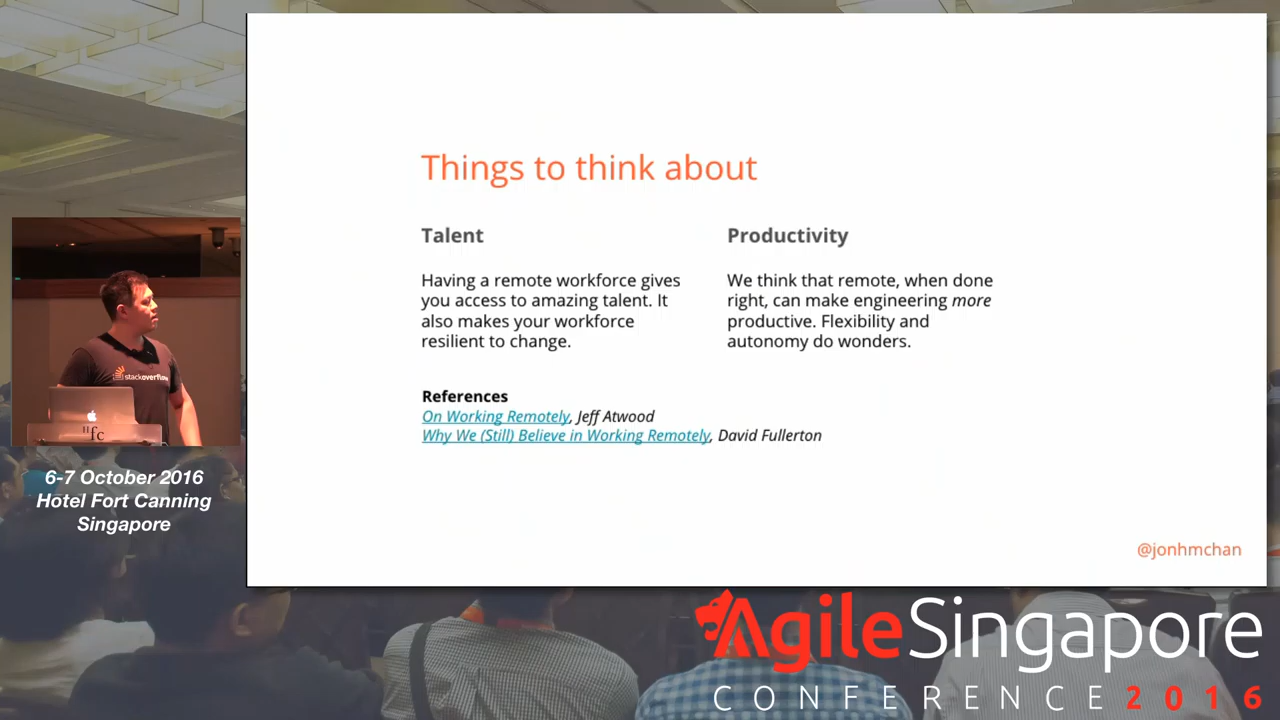 Things to think about
Talent
Having a remote workforce gives
you access to amazing talent. It
also makes your workforce
resilient to change.
Productivity
We think that remote, when done
right, can make engineering more
productive. Flexibility and
autonomy do wonders.
References
On Working Remotely, Jeff Atwood
Why We (Still) Believe in Working Remotely, David Fullerton
@jonhmchan
stackoverflow
"fc
6-7 October 2016
Hotel Fort Canning
Singapore
AgileSingapore
CONFERENCE 2016